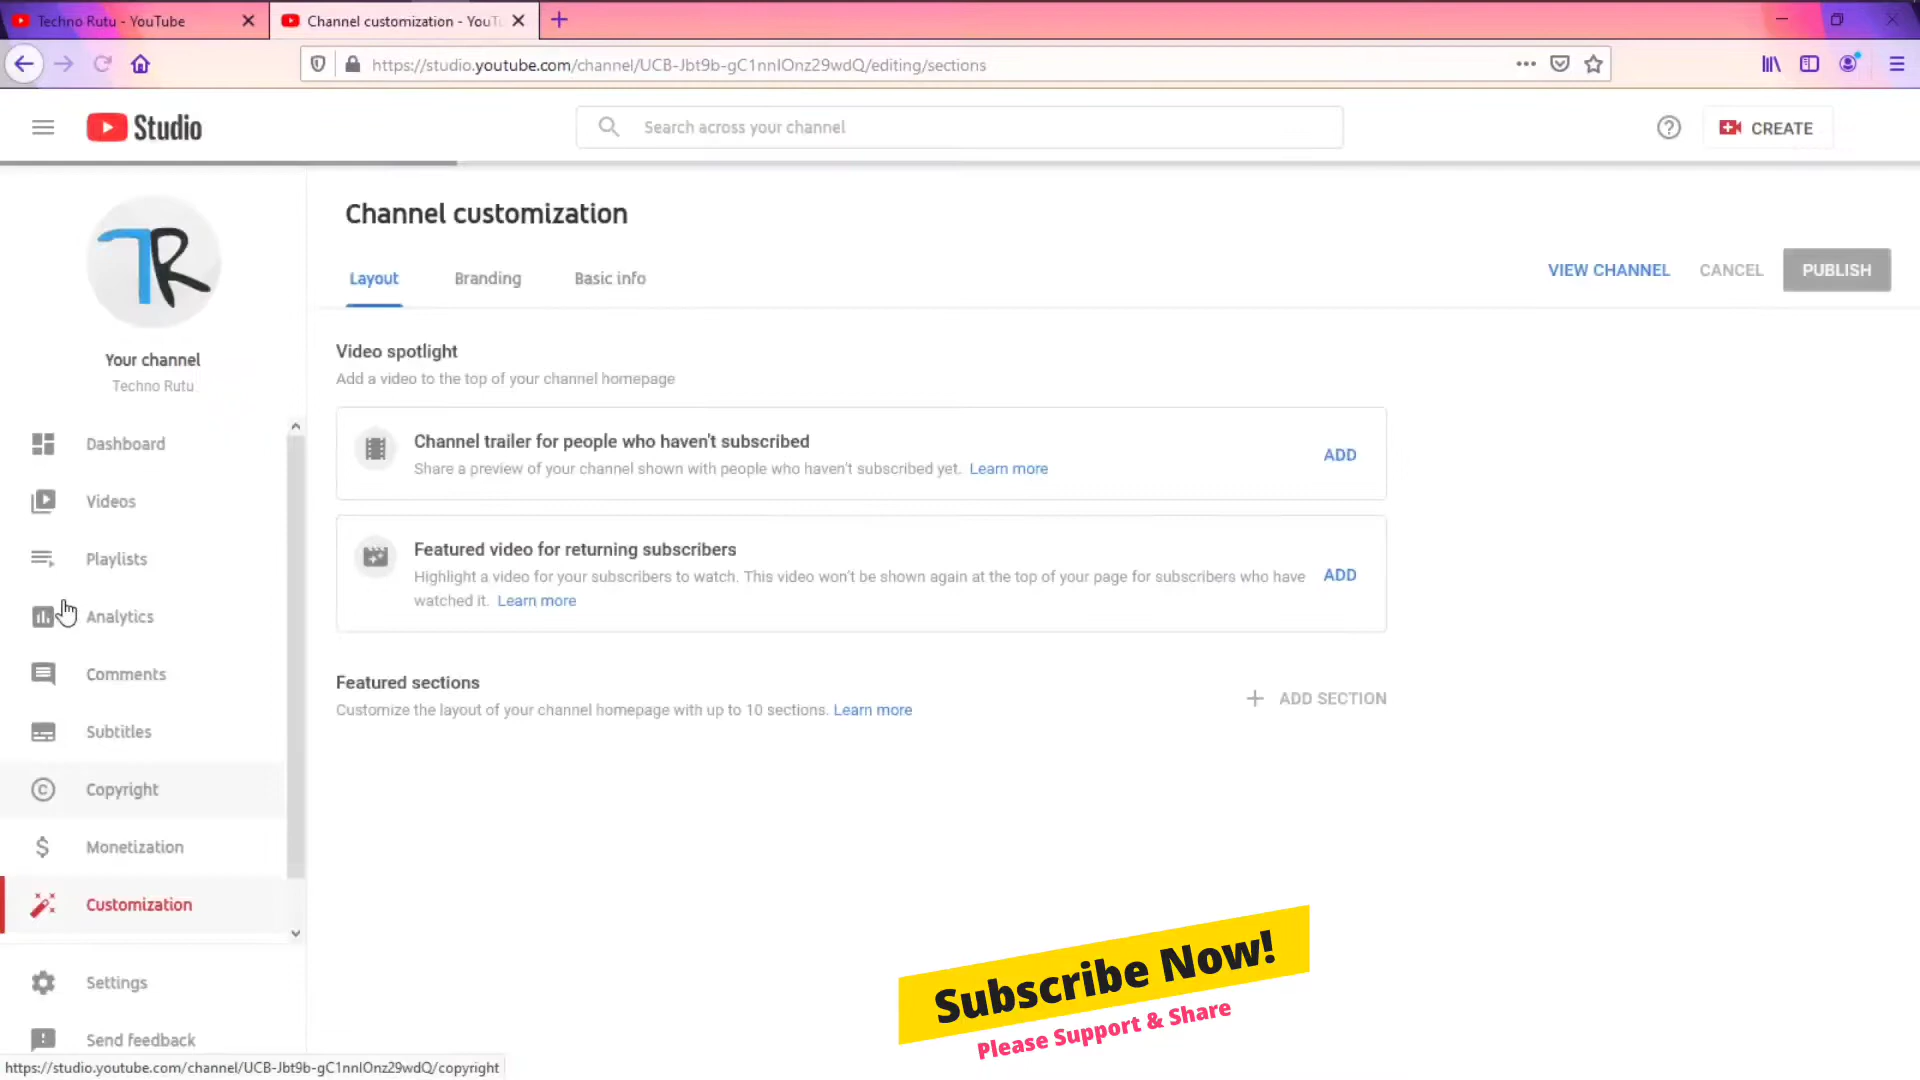 Techno Rutu - YouTube
Channel customization - YouTu
https://studio.youtube.com/channel/UCB-Jbt9b-gC1nnIOnz29wdQ/editing/sections
Studio
Search across your channel
CREATE
TR
Your channel
Techno Rutu
Dashboard
Videos
Playlists
Analytics
Comments
Subtitles
Copyright
Monetization
Customization
Settings
Send feedback
Channel customization
Layout
Branding
Basic info
VIEW CHANNEL
CANCEL
PUBLISH
Video spotlight
Add a video to the top of your channel homepage
Channel trailer for people who haven't subscribed
Share a preview of your channel shown with people who haven't subscribed yet. Learn more
ADD
Featured video for returning subscribers
Highlight a video for your subscribers to watch. This video won't be shown again at the top of your page for subscribers who have
watched it. Learn more
ADD
Featured sections
Customize the layout of your channel homepage with up to 10 sections. Learn more
ADD SECTION
Subscribe Now!
Please Support & Share
https://studio.youtube.com/channel/UCB-Jbt9b-gC1nnIOnz29wdQ/copyright